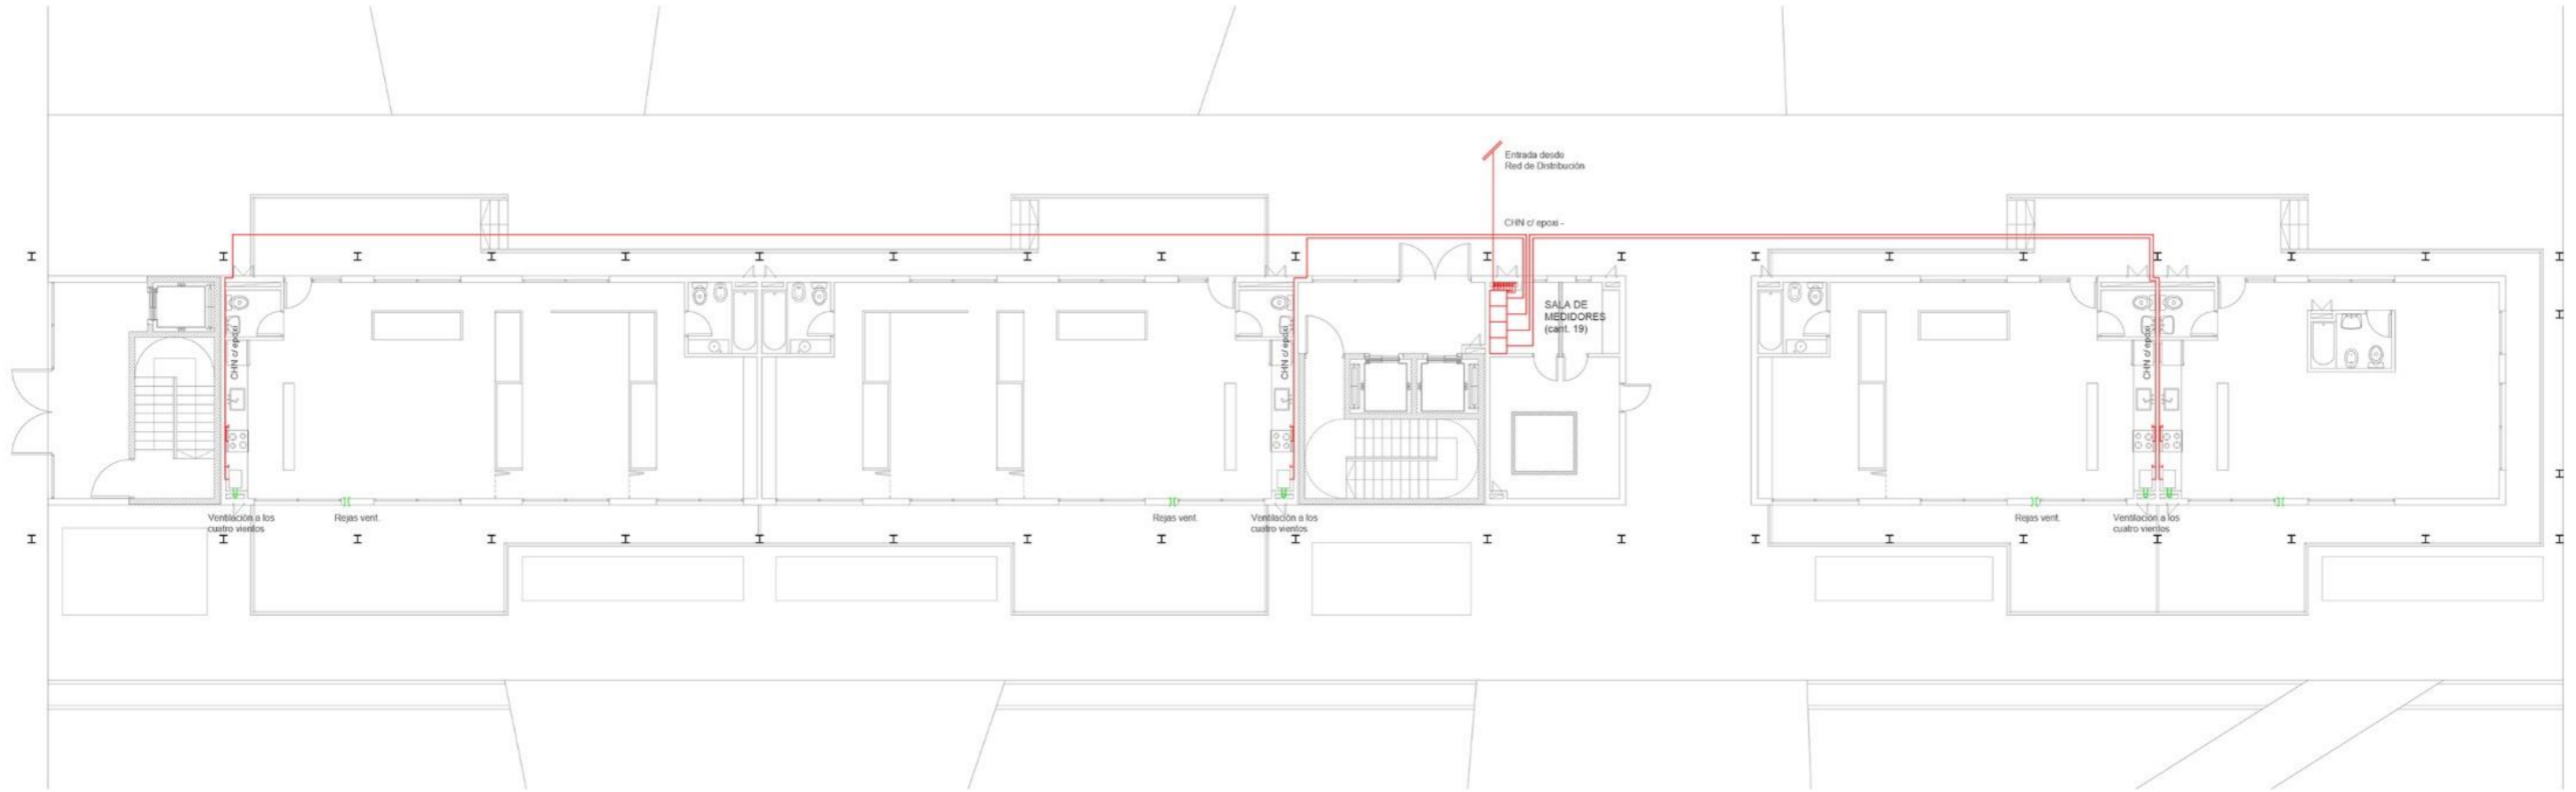 Entrada desde
Red de Distribución
CHN c/ epoxi -
SALA DE
MEDIDORES
(cant. 19)
CHN c/ epoxi
CHN c/ epoxi
CHN c/ epoxi
Ventilación a los
cuatro vientos
Rejas vent.
Rejas vent.
Ventilación a los
cuatro vientos
Rejas vent.
Ventilación a los
cuatro vientos